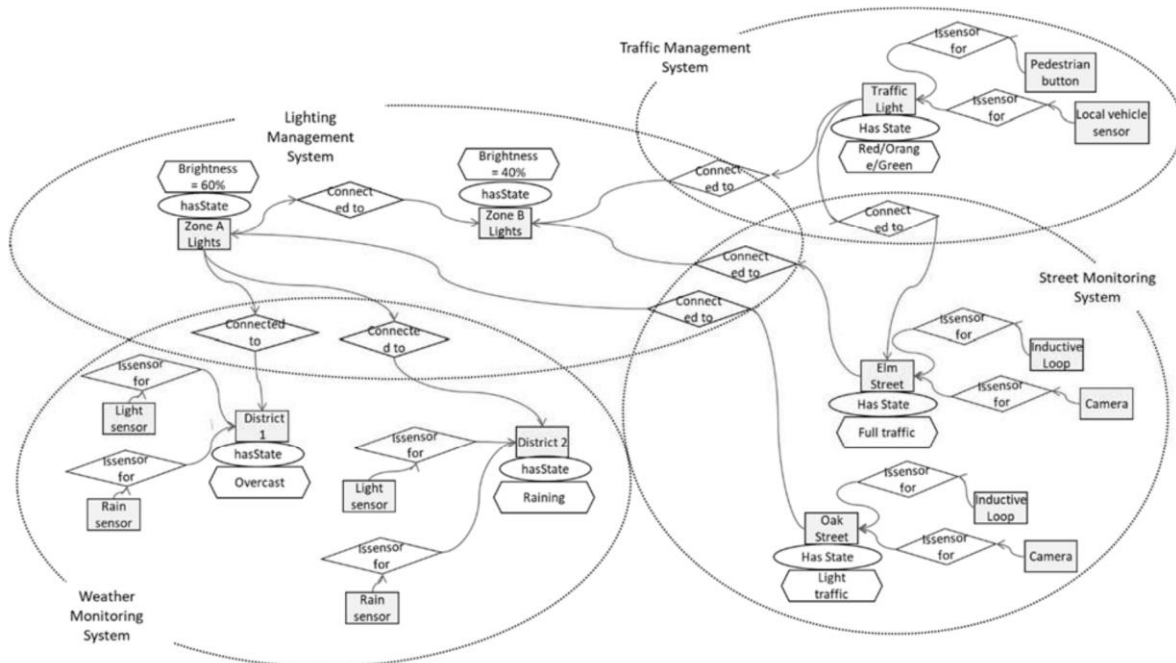 Traffic Management
System
Issensor
for
Pedestrian
button
Traffic
Light
Issensor
for
Local vehicle
sensor
Has State
Red/Orang
e/Green
Lighting
Management
System
Brightness
= 60%
hasState
Zone A
Lights
Connect
ed to
Brightness
= 40%
hasState
Zone B
Lights
Connect
ed to
Connect
ed to
Connect
ed to
Connect
ed to
Street Monitoring
System
Connected
to
Connecte
d to
Issensor
for
Light
sensor
Issensor
for
Rain
sensor
District
1
hasState
Overcast
Issensor
for
Light
sensor
District 2
hasState
Raining
Issensor
for
Rain
sensor
Weather
Monitoring
System
Issensor
for
Inductive
Loop
Elm
Street
Issensor
for
Camera
Has State
Full traffic
Issensor
for
Inductive
Loop
Oak
Street
Issensor
for
Camera
Has State
Light
traffic